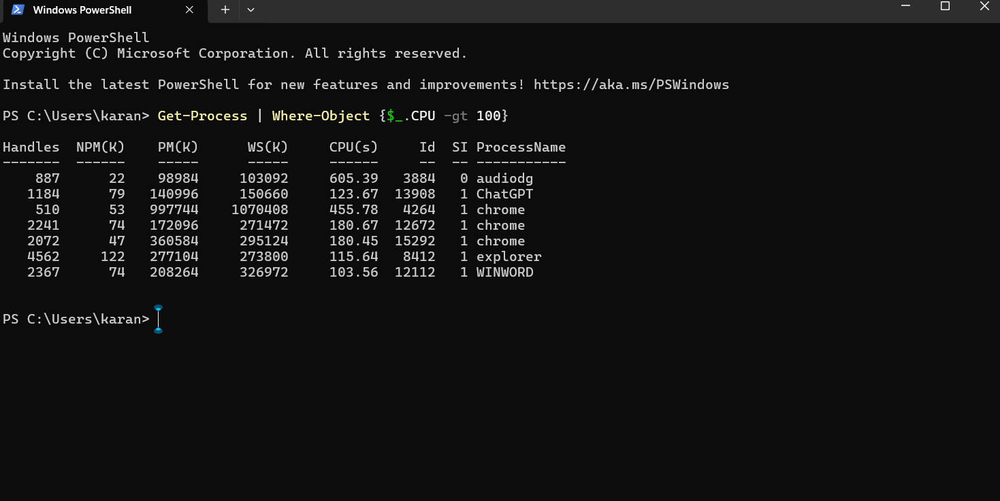 Windows PowerShell
Windows PowerShell
Copyright (C) Microsoft Corporation. All rights reserved.
Install the latest PowerShell for new features and improvements! https://aka.ms/PSWindows
PS C:\Users\karan> Get-Process | Where-Object {$_.CPU -gt 100}
Handles  NPM(K)    PM(K)      WS(K)     CPU(s)     Id  SI ProcessName
-------  ------    -----      -----     ------     --  -- -----------
    887      22    98984     103092     605.39   3884   0 audiodg
   1184      79   140996     150660     123.67  13908   1 ChatGPT
    510      53   997744    1070408     455.78   4264   1 chrome
   2241      74   172096     271472     180.67  12672   1 chrome
   2072      47   360584     295124     180.45  15292   1 chrome
   4562     122   277104     273800     115.64   8412   1 explorer
   2367      74   208264     326972     103.56  12112   1 WINWORD
PS C:\Users\karan>